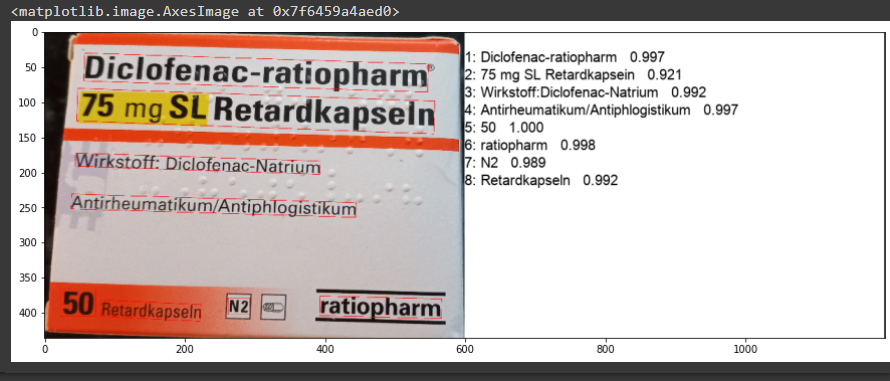 <matplotlib.image.AxesImage at 0x7f6459a4aed0>
0
50
100
150
200
250
300
350
400
0
200
400
600
800
1000
Diclofenac-ratiopharm®
75 mg SL Retardkapseln
Wirkstoff: Diclofenac-Natrium
Antirheumatikum/Antiphlogistikum
50 Retardkapseln
N2
ratiopharm
1: Diclofenac-ratiopharm 0.997
2: 75 mg SL Retardkapsein 0.921
3: Wirkstoff:Diclofenac-Natrium 0.992
4: Antirheumatikum/Antiphlogistikum 0.997
5: 50 1.000
6: ratiopharm 0.998
7: N2 0.989
8: Retardkapseln 0.992